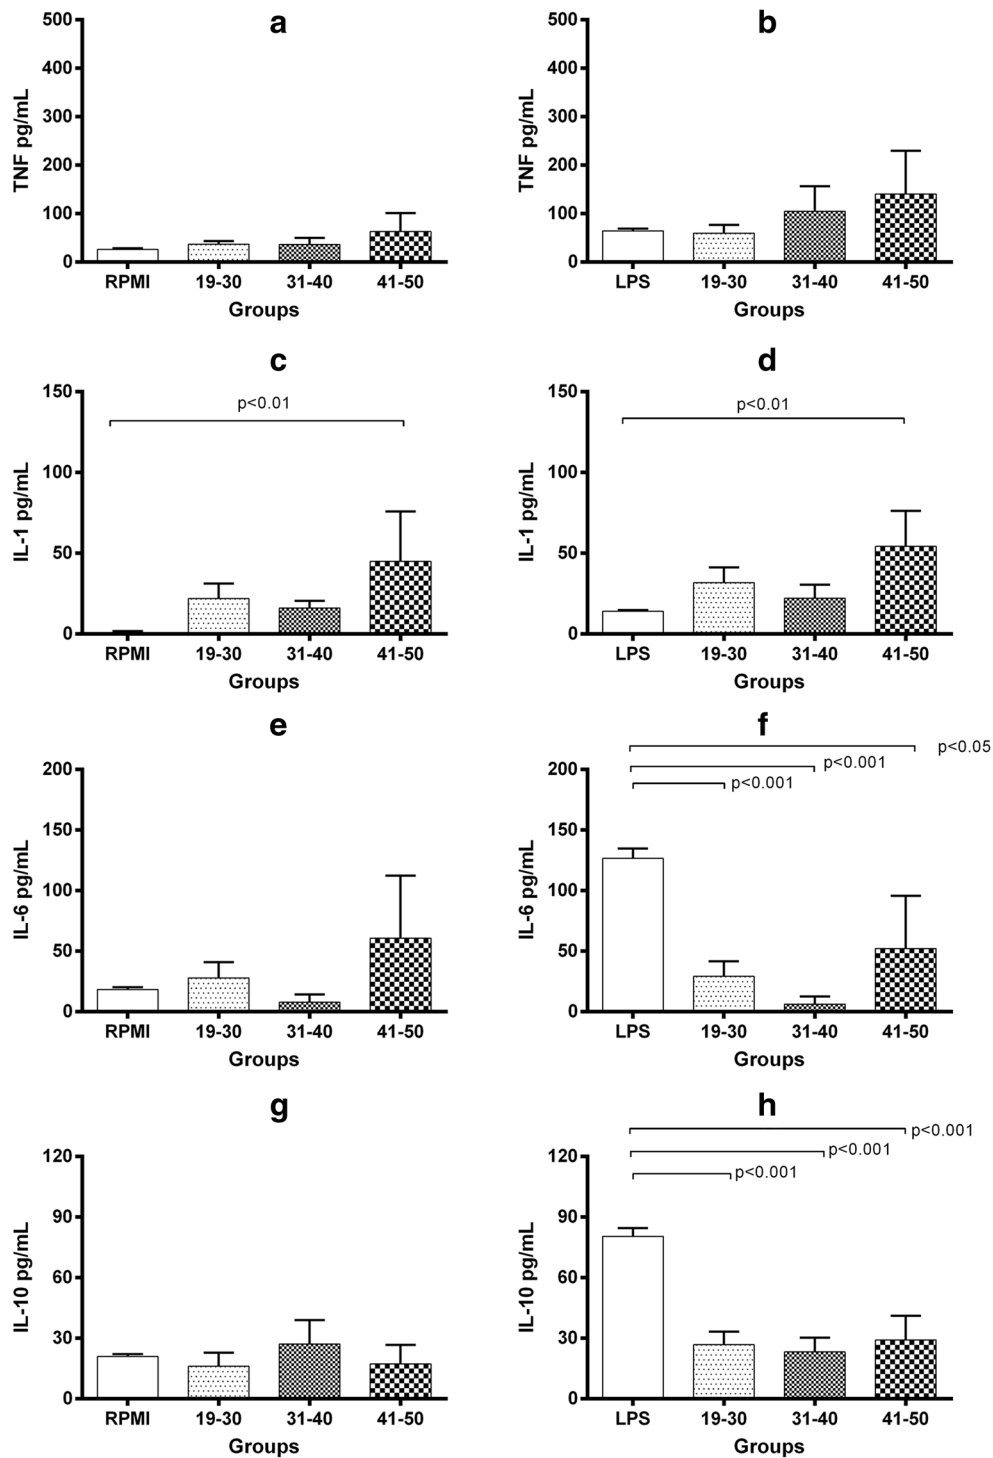 a
TNF pg/mL
500
400
300
200
100
0
RPMI 19-30 31-40 41-50
Groups
b
TNF pg/mL
500
400
300
200
100
0
LPS 19-30 31-40 41-50
Groups
c
IL-1 pg/mL
150
100
50
0
p<0.01
RPMI 19-30 31-40 41-50
Groups
d
IL-1 pg/mL
150
100
50
0
p<0.01
LPS 19-30 31-40 41-50
Groups
e
IL-6 pg/mL
200
150
100
50
0
RPMI 19-30 31-40 41-50
Groups
f
p<0.05
p<0.001
p<0.001
IL-6 pg/mL
200
150
100
50
0
LPS 19-30 31-40 41-50
Groups
g
IL-10 pg/mL
120
90
60
30
0
RPMI 19-30 31-40 41-50
Groups
h
p<0.001
p<0.001
p<0.001
IL-10 pg/mL
120
90
60
30
0
LPS 19-30 31-40 41-50
Groups